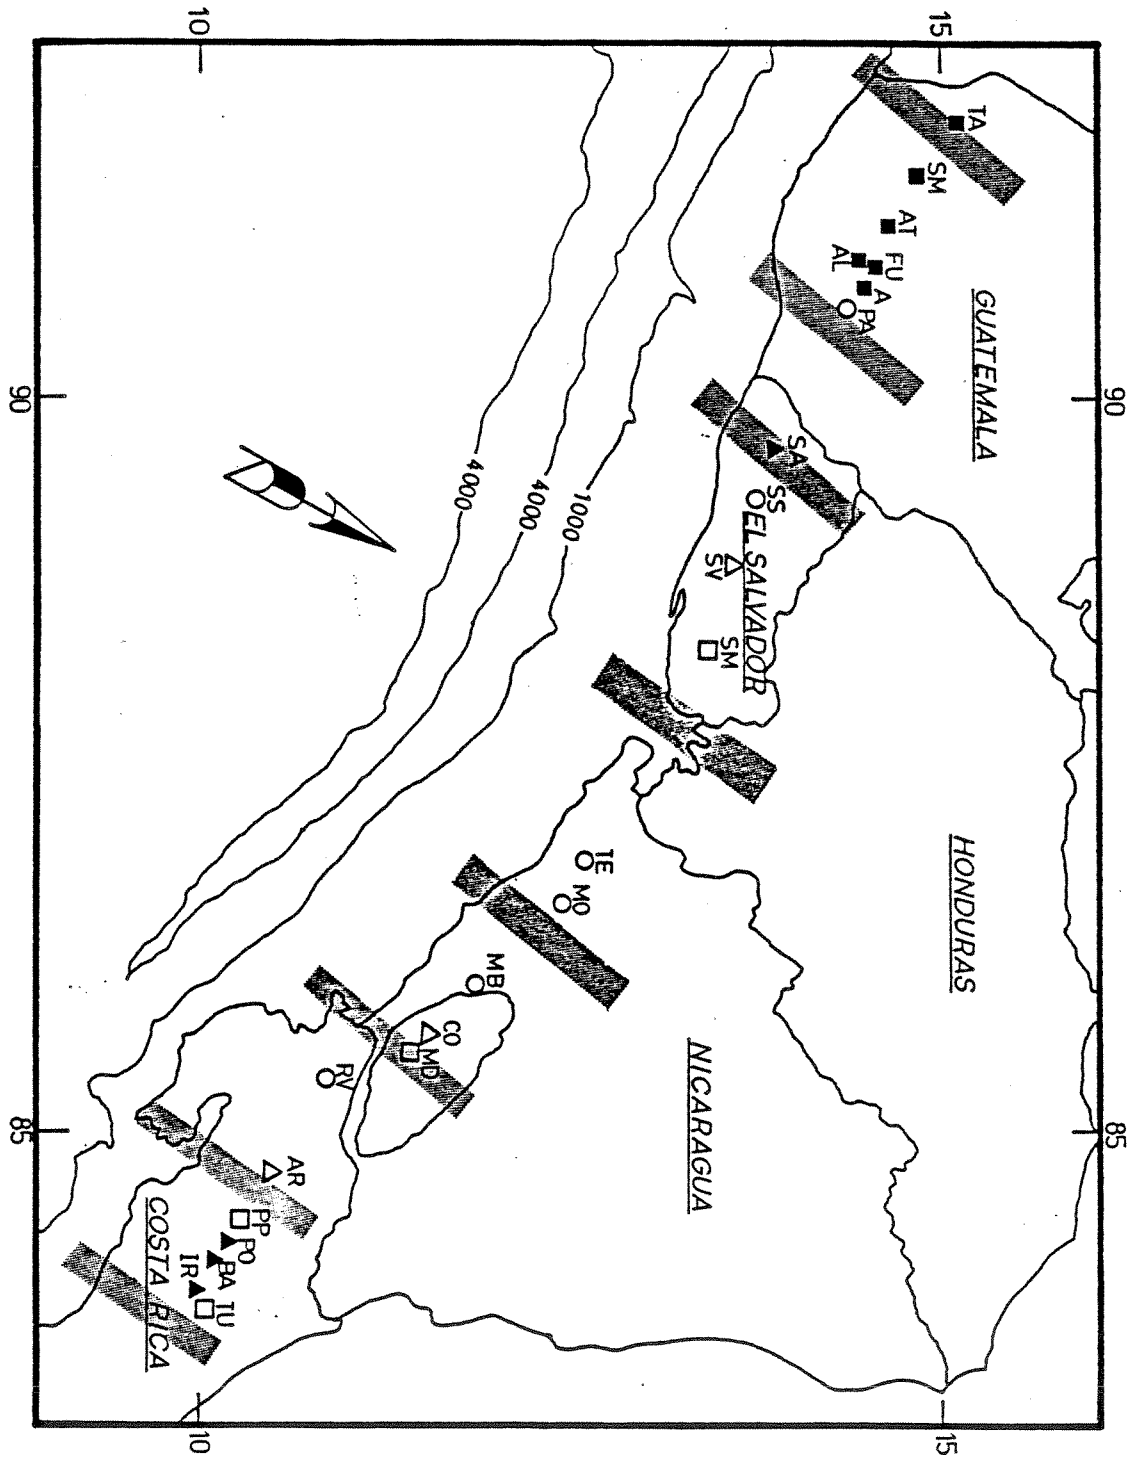 10
15
TA
SM
AT
FU
AL
A
PA
GUATEMALA
90
90
SA
SS
EL SALVADOR
SV
SM
4000
4000
1000
HONDURAS
TE
MO
MB
CO
MD
RV
NICARAGUA
85
85
AR
PP
PO
BA
IR
TU
COSTA RICA
10
15